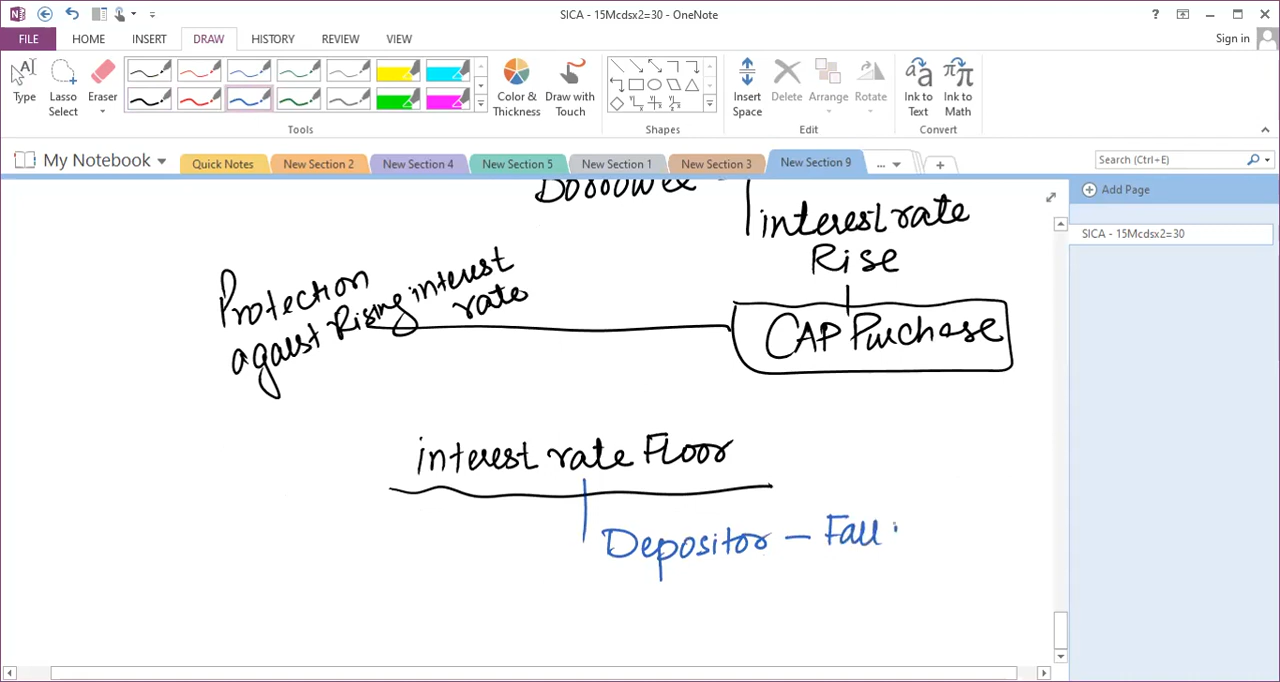 SICA - 15Mcdsx2=30 - OneNote
FILE HOME INSERT DRAW HISTORY REVIEW VIEW Sign in
Type Lasso Select Eraser Color & Thickness Draw with Touch Insert Space Delete Arrange Rotate Ink to Text Ink to Math
Tools Shapes Edit Convert
My Notebook Quick Notes New Section 2 New Section 4 New Section 5 New Section 1 New Section 3 New Section 9 ... Search (Ctrl+E)
Add Page
SICA - 15Mcdsx2=30
interest rate
Rise
Protection
against Rising interest
rate
CAP Purchase
interest rate Floor
Depositor - Fall